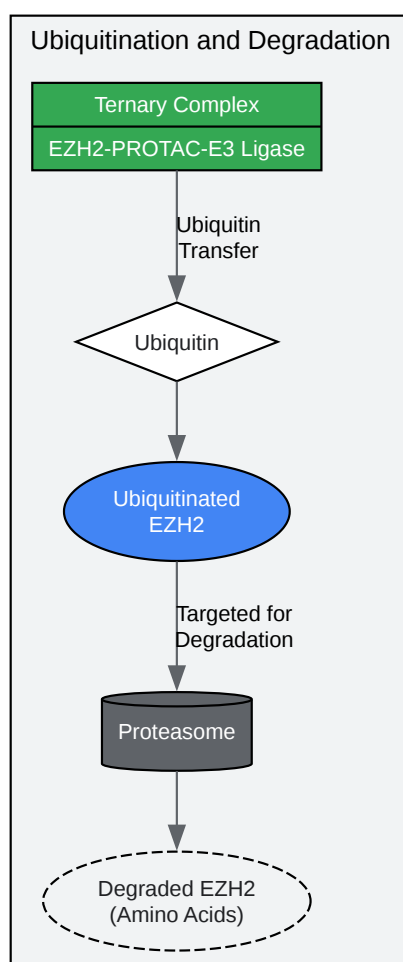 Ubiquitination and Degradation
Ternary Complex
EZH2-PROTAC-E3 Ligase
Ubiquitin
Transfer
Ubiquitin
Ubiquitinated
EZH2
Targeted for
Degradation
Proteasome
Degraded EZH2
(Amino Acids)